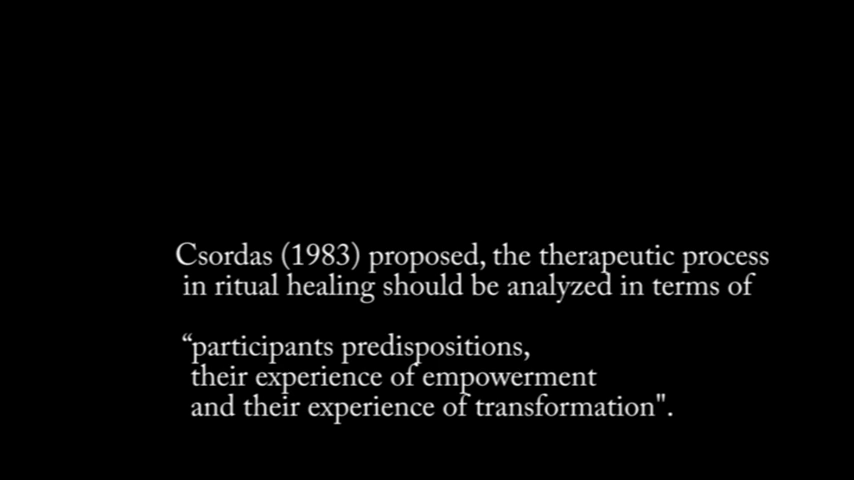 Csordas (1983) proposed, the therapeutic process
in ritual healing should be analyzed in terms of
“participants predispositions,
their experience of empowerment
and their experience of transformation".